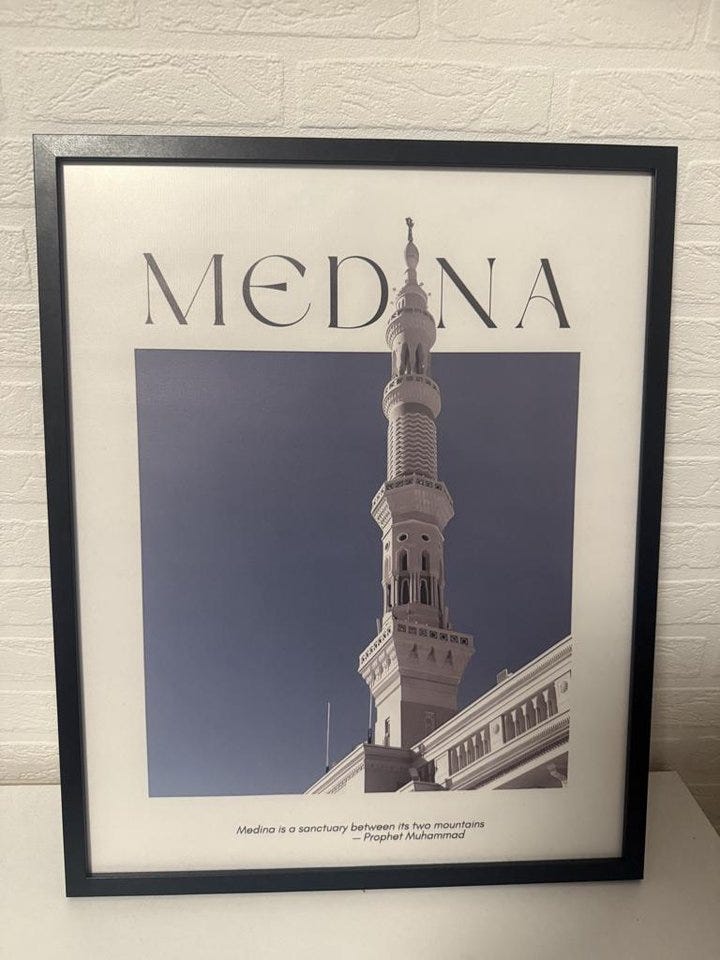 MEDINA
Medina is a sanctuary between its two mountains
— Prophet Muhammad